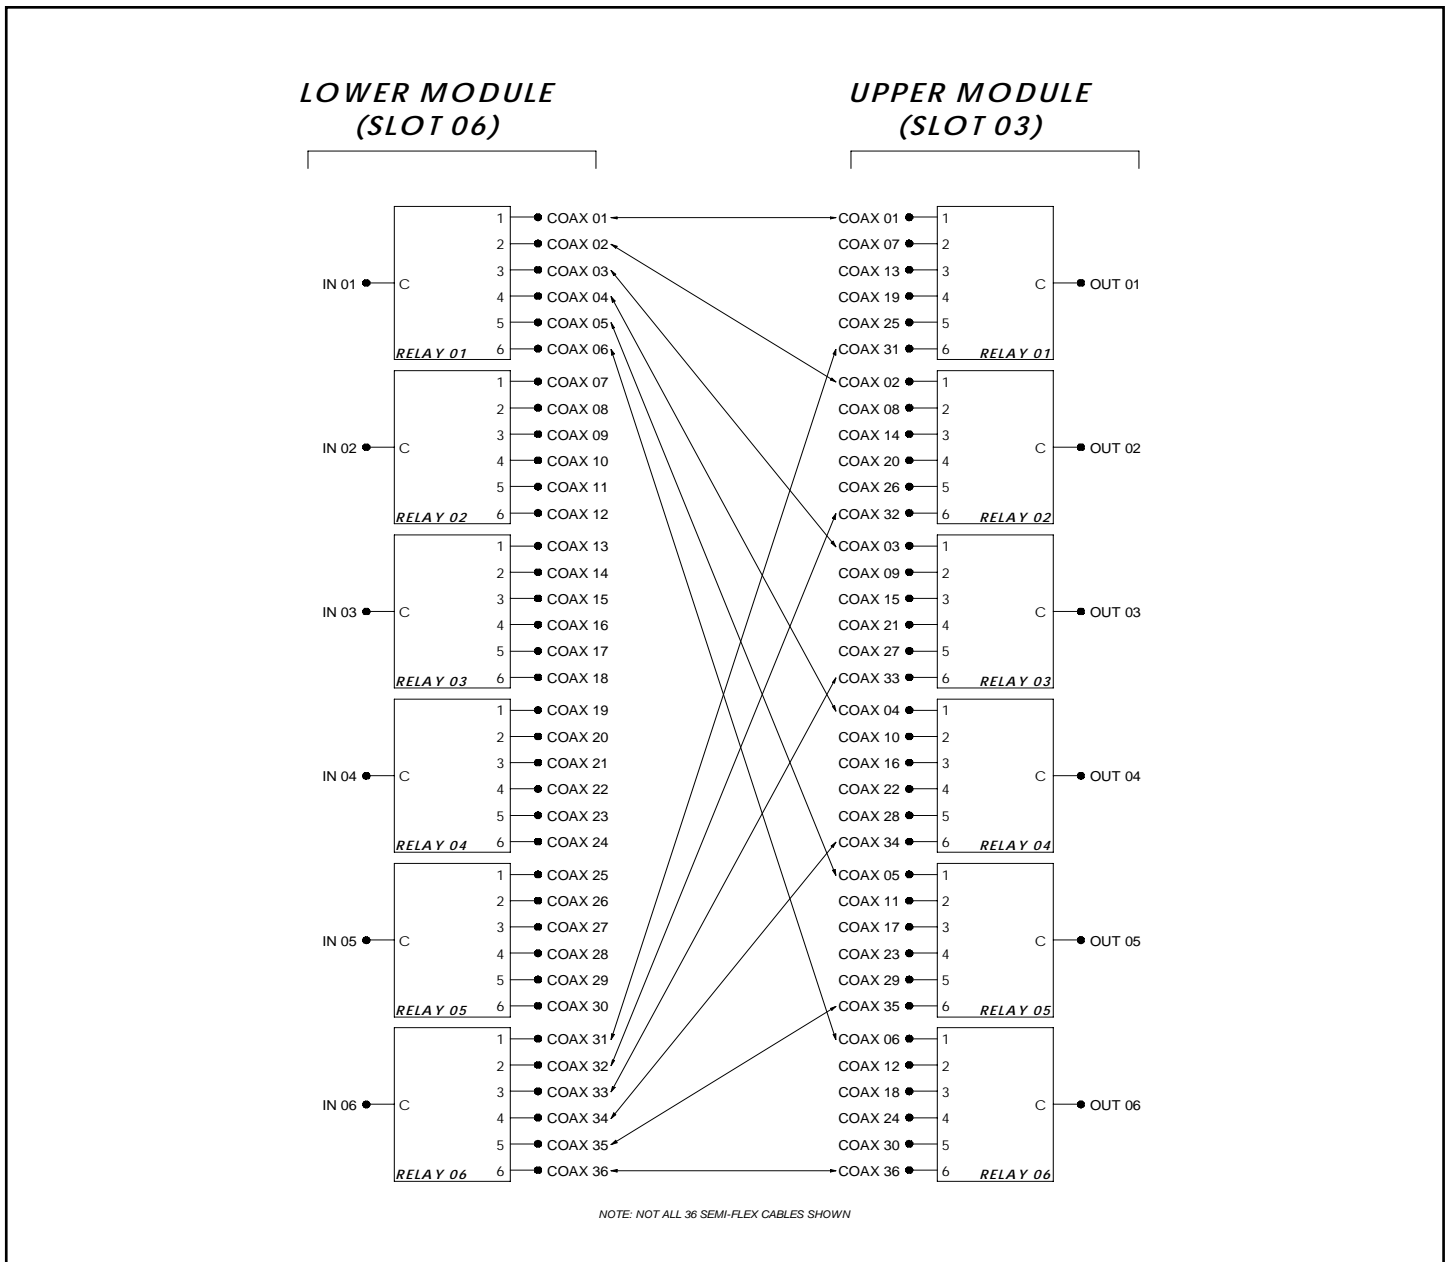 LOWER MODULE
(SLOT 06)
UPPER MODULE
(SLOT 03)
IN 01
C
1
2
3
4
5
6
RELAY 01
COAX 01
COAX 02
COAX 03
COAX 04
COAX 05
COAX 06
IN 02
C
1
2
3
4
5
6
RELAY 02
COAX 07
COAX 08
COAX 09
COAX 10
COAX 11
COAX 12
IN 03
C
1
2
3
4
5
6
RELAY 03
COAX 13
COAX 14
COAX 15
COAX 16
COAX 17
COAX 18
IN 04
C
1
2
3
4
5
6
RELAY 04
COAX 19
COAX 20
COAX 21
COAX 22
COAX 23
COAX 24
IN 05
C
1
2
3
4
5
6
RELAY 05
COAX 25
COAX 26
COAX 27
COAX 28
COAX 29
COAX 30
IN 06
C
1
2
3
4
5
6
RELAY 06
COAX 31
COAX 32
COAX 33
COAX 34
COAX 35
COAX 36
COAX 01
COAX 07
COAX 13
COAX 19
COAX 25
COAX 31
1
2
3
4
5
6
C
RELAY 01
OUT 01
COAX 02
COAX 08
COAX 14
COAX 20
COAX 26
COAX 32
1
2
3
4
5
6
C
RELAY 02
OUT 02
COAX 03
COAX 09
COAX 15
COAX 21
COAX 27
COAX 33
1
2
3
4
5
6
C
RELAY 03
OUT 03
COAX 04
COAX 10
COAX 16
COAX 22
COAX 28
COAX 34
1
2
3
4
5
6
C
RELAY 04
OUT 04
COAX 05
COAX 11
COAX 17
COAX 23
COAX 29
COAX 35
1
2
3
4
5
6
C
RELAY 05
OUT 05
COAX 06
COAX 12
COAX 18
COAX 24
COAX 30
COAX 36
1
2
3
4
5
6
C
RELAY 06
OUT 06
NOTE: NOT ALL 36 SEMI-FLEX CABLES SHOWN